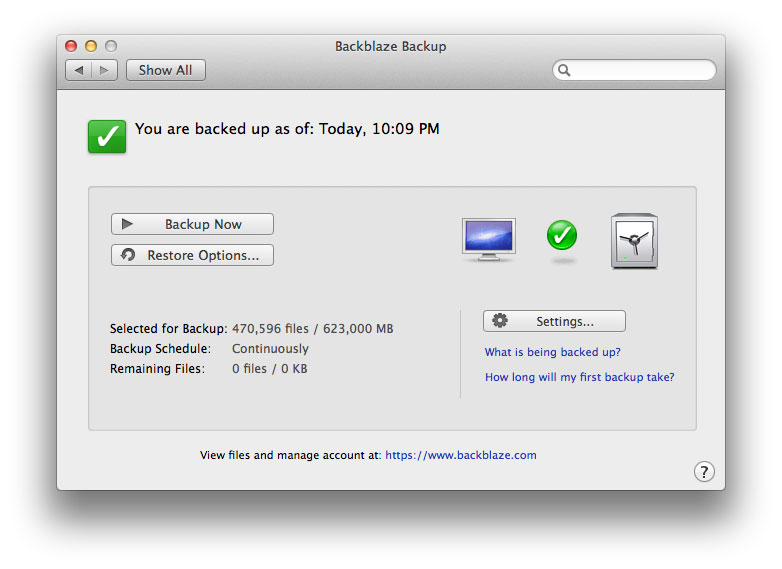 Backblaze Backup
Show All
You are backed up as of: Today, 10:09 PM
Backup Now
Restore Options...
Selected for Backup: 470,596 files / 623,000 MB
Backup Schedule: Continuously
Remaining Files: 0 files / 0 KB
Settings...
What is being backed up?
How long will my first backup take?
View files and manage account at: https://www.backblaze.com
?